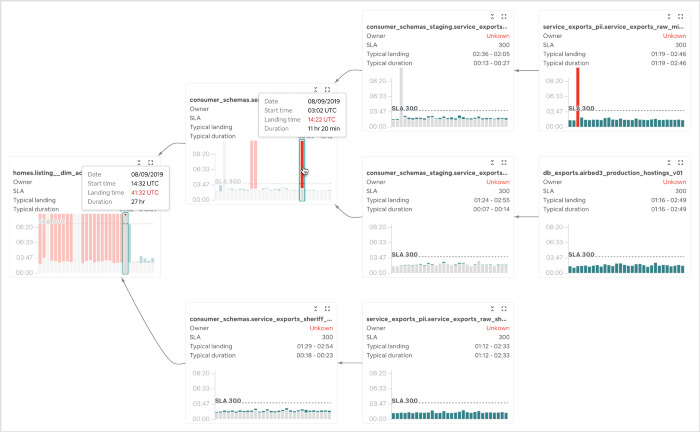 consumer_schemas_staging.service_exports...
Owner Unkown
SLA 300
Typical landing 02:36 - 02:05
Typical duration 00:13 - 00:27
08:20
06:33
03:47
00:00
SLA 300
service_exports_pii.service_exports_raw_mi...
Owner Unkown
SLA 300
Typical landing 01:19 - 02:46
Typical duration 01:19 - 02:46
08:20
06:33
03:47
00:00
SLA 300
consumer_schemas.se
Owner
SLA
Typical landing
Typical duration
08:20
06:33
03:47
00:00
SLA 300
Date 08/09/2019
Start time 03:02 UTC
Landing time 14:22 UTC
Duration 11 hr 20 min
homes.listing__dim_ac
Owner
SLA
Typical landing
Typical duration
08:20
06:33
03:47
00:00
Date 08/09/2019
Start time 14:32 UTC
Landing time 41:32 UTC
Duration 27 hr
consumer_schemas_staging.service_exports...
Owner Unkown
SLA 300
Typical landing 01:24 - 02:55
Typical duration 00:07 - 00:14
08:20
06:33
03:47
00:00
SLA 300
db_exports.airbed3_production_hostings_v01
Owner Unkown
SLA 300
Typical landing 01:16 - 02:49
Typical duration 01:16 - 02:49
08:20
06:33
03:47
00:00
SLA 300
consumer_schemas.service_exports_sheriff_...
Owner Unkown
SLA 300
Typical landing 01:29 - 02:54
Typical duration 00:18 - 00:23
08:20
06:33
03:47
00:00
SLA 300
service_exports_pii.service_exports_raw_sh...
Owner Unkown
SLA 300
Typical landing 01:12 - 02:33
Typical duration 01:12 - 02:33
08:20
06:33
03:47
00:00
SLA 300